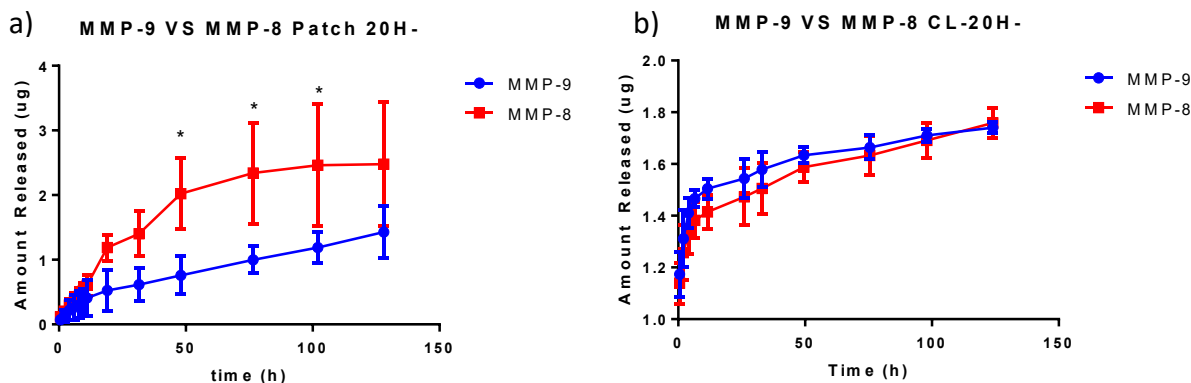 a)
MMP-9 VS MMP-8 Patch 20H-
Amount Released (ug)
4
3
2
1
0
* * *
0 50 100 150
time (h)
MMP-9
MMP-8
b)
MMP-9 VS MMP-8 CL-20H-
Amount Released (ug)
2.0
1.8
1.6
1.4
1.2
1.0
0 50 100 150
Time (h)
MMP-9
MMP-8